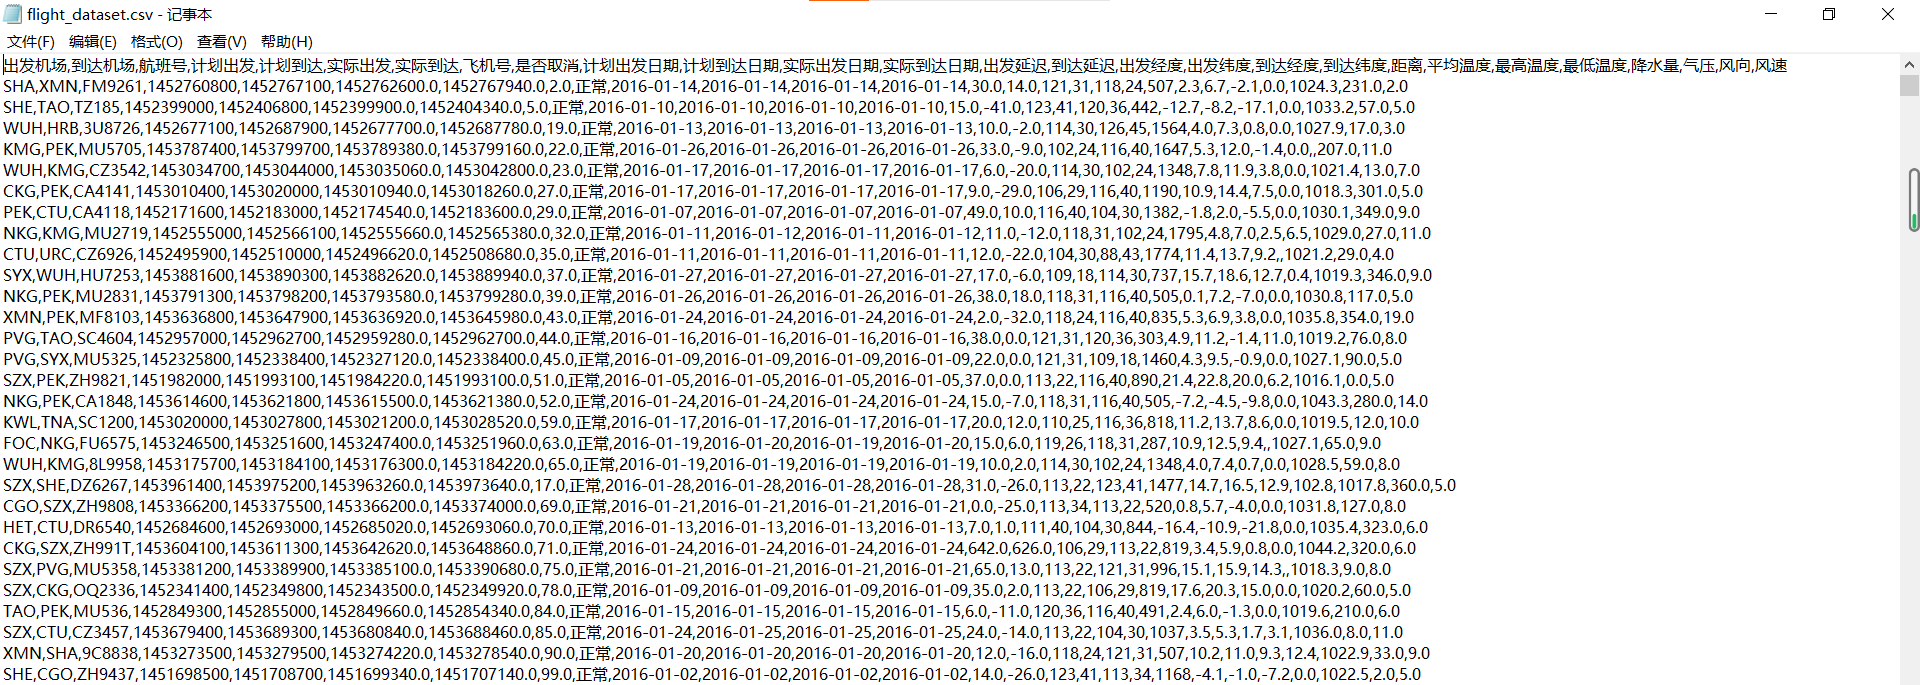 flight_dataset.csv - 记事本
文件(F) 编辑(E) 格式(O) 查看(V) 帮助(H)
出发机场,到达机场,航班号,计划出发,计划到达,实际出发,实际到达,飞机号,是否取消,计划出发日期,计划到达日期,实际出发日期,实际到达日期,出发延迟,到达延迟,出发经度,出发纬度,到达经度,到达纬度,距离,平均温度,最高温度,最低温度,降水量,气压,风向,风速
SHA,XMN,FM9261,1452760800,1452767100,1452762600.0,1452767940.0,2.0,正常,2016-01-14,2016-01-14,2016-01-14,2016-01-14,30.0,14.0,121,31,118,24,507,2.3,6.7,-2.1,0.0,1024.3,231.0,2.0
SHE,TAO,TZ185,1452399000,1452406800,1452399900.0,1452404340.0,5.0,正常,2016-01-10,2016-01-10,2016-01-10,2016-01-10,15.0,-41.0,123,41,120,36,442,-12.7,-8.2,-17.1,0.0,1033.2,57.0,5.0
WUH,HRB,3U8726,1452677100,1452687900,1452677700.0,1452687780.0,19.0,正常,2016-01-13,2016-01-13,2016-01-13,2016-01-13,10.0,-2.0,114,30,126,45,1564,4.0,7.3,0.8,0.0,1027.9,17.0,3.0
KMG,PEK,MU5705,1453787400,1453799700,1453789380.0,1453799160.0,22.0,正常,2016-01-26,2016-01-26,2016-01-26,2016-01-26,33.0,-9.0,102,24,116,40,1647,5.3,12.0,-1.4,0.0,,207.0,11.0
WUH,KMG,CZ3542,1453034700,1453044000,1453035060.0,1453042800.0,23.0,正常,2016-01-17,2016-01-17,2016-01-17,2016-01-17,6.0,-20.0,114,30,102,24,1348,7.8,11.9,3.8,0.0,1021.4,13.0,7.0
CKG,PEK,CA4141,1453010400,1453020000,1453010940.0,1453018260.0,27.0,正常,2016-01-17,2016-01-17,2016-01-17,2016-01-17,9.0,-29.0,106,29,116,40,1190,10.9,14.4,7.5,0.0,1018.3,301.0,5.0
PEK,CTU,CA4118,1452171600,1452183000,1452174540.0,1452183600.0,29.0,正常,2016-01-07,2016-01-07,2016-01-07,2016-01-07,49.0,10.0,116,40,104,30,1382,-1.8,2.0,-5.5,0.0,1030.1,349.0,9.0
NKG,KMG,MU2719,1452555000,1452566100,1452555660.0,1452565380.0,32.0,正常,2016-01-11,2016-01-12,2016-01-11,2016-01-12,11.0,-12.0,118,31,102,24,1795,4.8,7.0,2.5,6.5,1029.0,27.0,11.0
CTU,URC,CZ6926,1452495900,1452510000,1452496620.0,1452508680.0,35.0,正常,2016-01-11,2016-01-11,2016-01-11,2016-01-11,12.0,-22.0,104,30,88,43,1774,11.4,13.7,9.2,,1021.2,29.0,4.0
SYX,WUH,HU7253,1453881600,1453890300,1453882620.0,1453889940.0,37.0,正常,2016-01-27,2016-01-27,2016-01-27,2016-01-27,17.0,-6.0,109,18,114,30,737,15.7,18.6,12.7,0.4,1019.3,346.0,9.0
NKG,PEK,MU2831,1453791300,1453798200,1453793580.0,1453799280.0,39.0,正常,2016-01-26,2016-01-26,2016-01-26,2016-01-26,38.0,18.0,118,31,116,40,505,0.1,7.2,-7.0,0.0,1030.8,117.0,5.0
XMN,PEK,MF8103,1453636800,1453647900,1453636920.0,1453645980.0,43.0,正常,2016-01-24,2016-01-24,2016-01-24,2016-01-24,2.0,-32.0,118,24,116,40,835,5.3,6.9,3.8,0.0,1035.8,354.0,19.0
PVG,TAO,SC4604,1452957000,1452962700,1452959280.0,1452962700.0,44.0,正常,2016-01-16,2016-01-16,2016-01-16,2016-01-16,38.0,0.0,121,31,120,36,303,4.9,11.2,-1.4,11.0,1019.2,76.0,8.0
PVG,SYX,MU5325,1452325800,1452338400,1452327120.0,1452338400.0,45.0,正常,2016-01-09,2016-01-09,2016-01-09,2016-01-09,22.0,0.0,121,31,109,18,1460,4.3,9.5,-0.9,0.0,1027.1,90.0,5.0
SZX,PEK,ZH9821,1451982000,1451993100,1451984220.0,1451993100.0,51.0,正常,2016-01-05,2016-01-05,2016-01-05,2016-01-05,37.0,0.0,113,22,116,40,890,21.4,22.8,20.0,6.2,1016.1,0.0,5.0
NKG,PEK,CA1848,1453614600,1453621800,1453615500.0,1453621380.0,52.0,正常,2016-01-24,2016-01-24,2016-01-24,2016-01-24,15.0,-7.0,118,31,116,40,505,-7.2,-4.5,-9.8,0.0,1043.3,280.0,14.0
KWL,TNA,SC1200,1453020000,1453027800,1453021200.0,1453028520.0,59.0,正常,2016-01-17,2016-01-17,2016-01-17,2016-01-17,20.0,12.0,110,25,116,36,818,11.2,13.7,8.6,0.0,1019.5,12.0,10.0
FOC,NKG,FU6575,1453246500,1453251600,1453247400.0,1453251960.0,63.0,正常,2016-01-19,2016-01-20,2016-01-19,2016-01-20,15.0,6.0,119,26,118,31,287,10.9,12.5,9.4,,1027.1,65.0,9.0
WUH,KMG,8L9958,1453175700,1453184100,1453176300.0,1453184220.0,65.0,正常,2016-01-19,2016-01-19,2016-01-19,2016-01-19,10.0,2.0,114,30,102,24,1348,4.0,7.4,0.7,0.0,1028.5,59.0,8.0
SZX,SHE,DZ6267,1453961400,1453975200,1453963260.0,1453973640.0,17.0,正常,2016-01-28,2016-01-28,2016-01-28,2016-01-28,31.0,-26.0,113,22,123,41,1477,14.7,16.5,12.9,102.8,1017.8,360.0,5.0
CGO,SZX,ZH9808,1453366200,1453375500,1453366200.0,1453374000.0,69.0,正常,2016-01-21,2016-01-21,2016-01-21,2016-01-21,0.0,-25.0,113,34,113,22,520,0.8,5.7,-4.0,0.0,1031.8,127.0,8.0
HET,CTU,DR6540,1452684600,1452693000,1452685020.0,1452693060.0,70.0,正常,2016-01-13,2016-01-13,2016-01-13,2016-01-13,7.0,1.0,111,40,104,30,844,-16.4,-10.9,-21.8,0.0,1035.4,323.0,6.0
CKG,SZX,ZH991T,1453604100,1453611300,1453642620.0,1453648860.0,71.0,正常,2016-01-24,2016-01-24,2016-01-24,2016-01-24,642.0,626.0,106,29,113,22,819,3.4,5.9,0.8,0.0,1044.2,320.0,6.0
SZX,PVG,MU5358,1453381200,1453389900,1453385100.0,1453390680.0,75.0,正常,2016-01-21,2016-01-21,2016-01-21,2016-01-21,65.0,13.0,113,22,121,31,996,15.1,15.9,14.3,,1018.3,9.0,8.0
SZX,CKG,OQ2336,1452341400,1452349800,1452343500.0,1452349920.0,78.0,正常,2016-01-09,2016-01-09,2016-01-09,2016-01-09,35.0,2.0,113,22,106,29,819,17.6,20.3,15.0,0.0,1020.2,60.0,5.0
TAO,PEK,MU536,1452849300,1452855000,1452849660.0,1452854340.0,84.0,正常,2016-01-15,2016-01-15,2016-01-15,2016-01-15,6.0,-11.0,120,36,116,40,491,2.4,6.0,-1.3,0.0,1019.6,210.0,6.0
SZX,CTU,CZ3457,1453679400,1453689300,1453680840.0,1453688460.0,85.0,正常,2016-01-24,2016-01-25,2016-01-25,2016-01-25,24.0,-14.0,113,22,104,30,1037,3.5,5.3,1.7,3.1,1036.0,8.0,11.0
XMN,SHA,9C8838,1453273500,1453279500,1453274220.0,1453278540.0,90.0,正常,2016-01-20,2016-01-20,2016-01-20,2016-01-20,12.0,-16.0,118,24,121,31,507,10.2,11.0,9.3,12.4,1022.9,33.0,9.0
SHE,CGO,ZH9437,1451698500,1451708700,1451699340.0,1451707140.0,99.0,正常,2016-01-02,2016-01-02,2016-01-02,2016-01-02,14.0,-26.0,123,41,113,34,1168,-4.1,-1.0,-7.2,0.0,1022.5,2.0,5.0